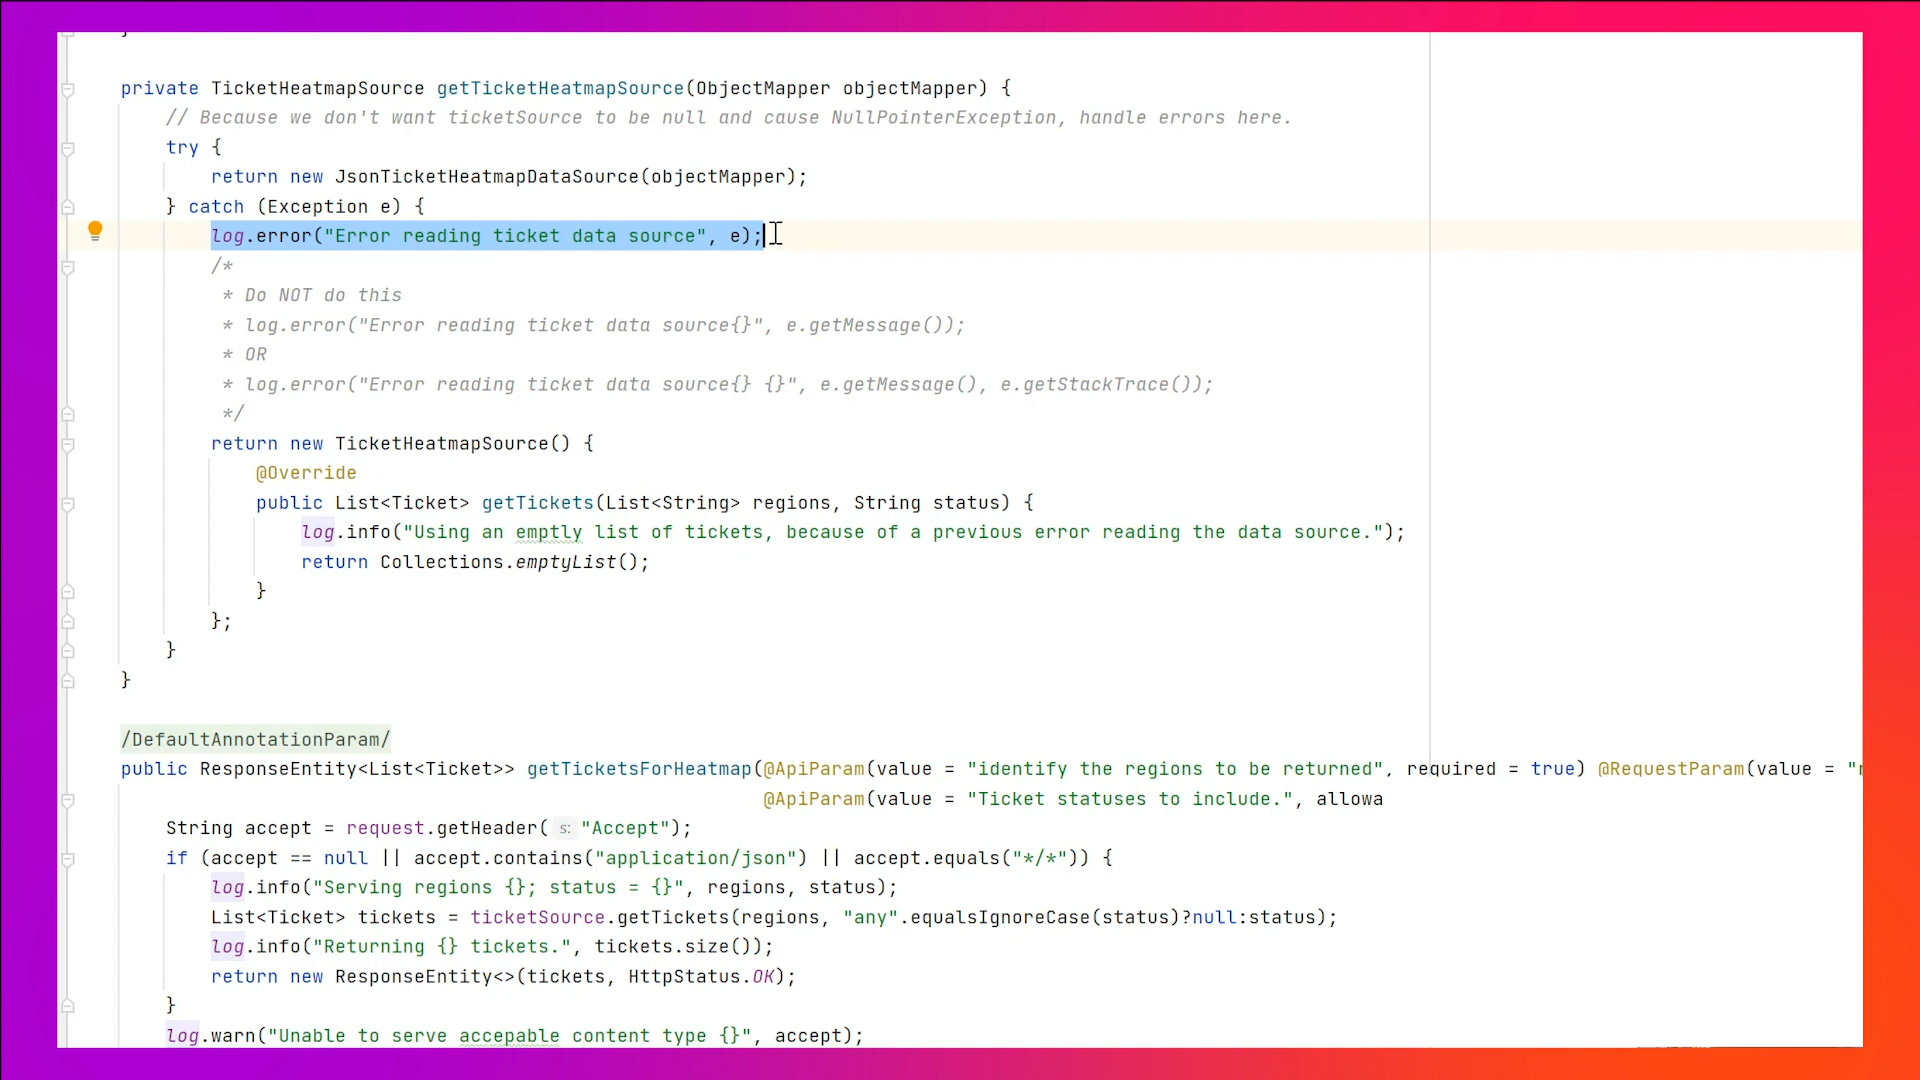 }
private TicketHeatmapSource getTicketHeatmapSource(ObjectMapper objectMapper) {
// Because we don't want ticketSource to be null and cause NullPointerException, handle errors here.
try {
return new JsonTicketHeatmapDataSource(objectMapper);
} catch (Exception e) {
log.error("Error reading ticket data source", e);
/*
* Do NOT do this
* log.error("Error reading ticket data source{}", e.getMessage());
* OR
* log.error("Error reading ticket data source{} {}", e.getMessage(), e.getStackTrace());
*/
return new TicketHeatmapSource() {
@Override
public List<Ticket> getTickets(List<String> regions, String status) {
log.info("Using an emptly list of tickets, because of a previous error reading the data source.");
return Collections.emptyList();
}
};
}
}
/DefaultAnnotationParam/
public ResponseEntity<List<Ticket>> getTicketsForHeatmap(@ApiParam(value = "identify the regions to be returned", required = true) @RequestParam(value = "
@ApiParam(value = "Ticket statuses to include.", allowa
String accept = request.getHeader( s: "Accept");
if (accept == null || accept.contains("application/json") || accept.equals("*/*")) {
log.info("Serving regions {}; status = {}", regions, status);
List<Ticket> tickets = ticketSource.getTickets(regions, "any".equalsIgnoreCase(status)?null:status);
log.info("Returning {} tickets.", tickets.size());
return new ResponseEntity<>(tickets, HttpStatus.OK);
}
log.warn("Unable to serve accepable content type {}", accept);